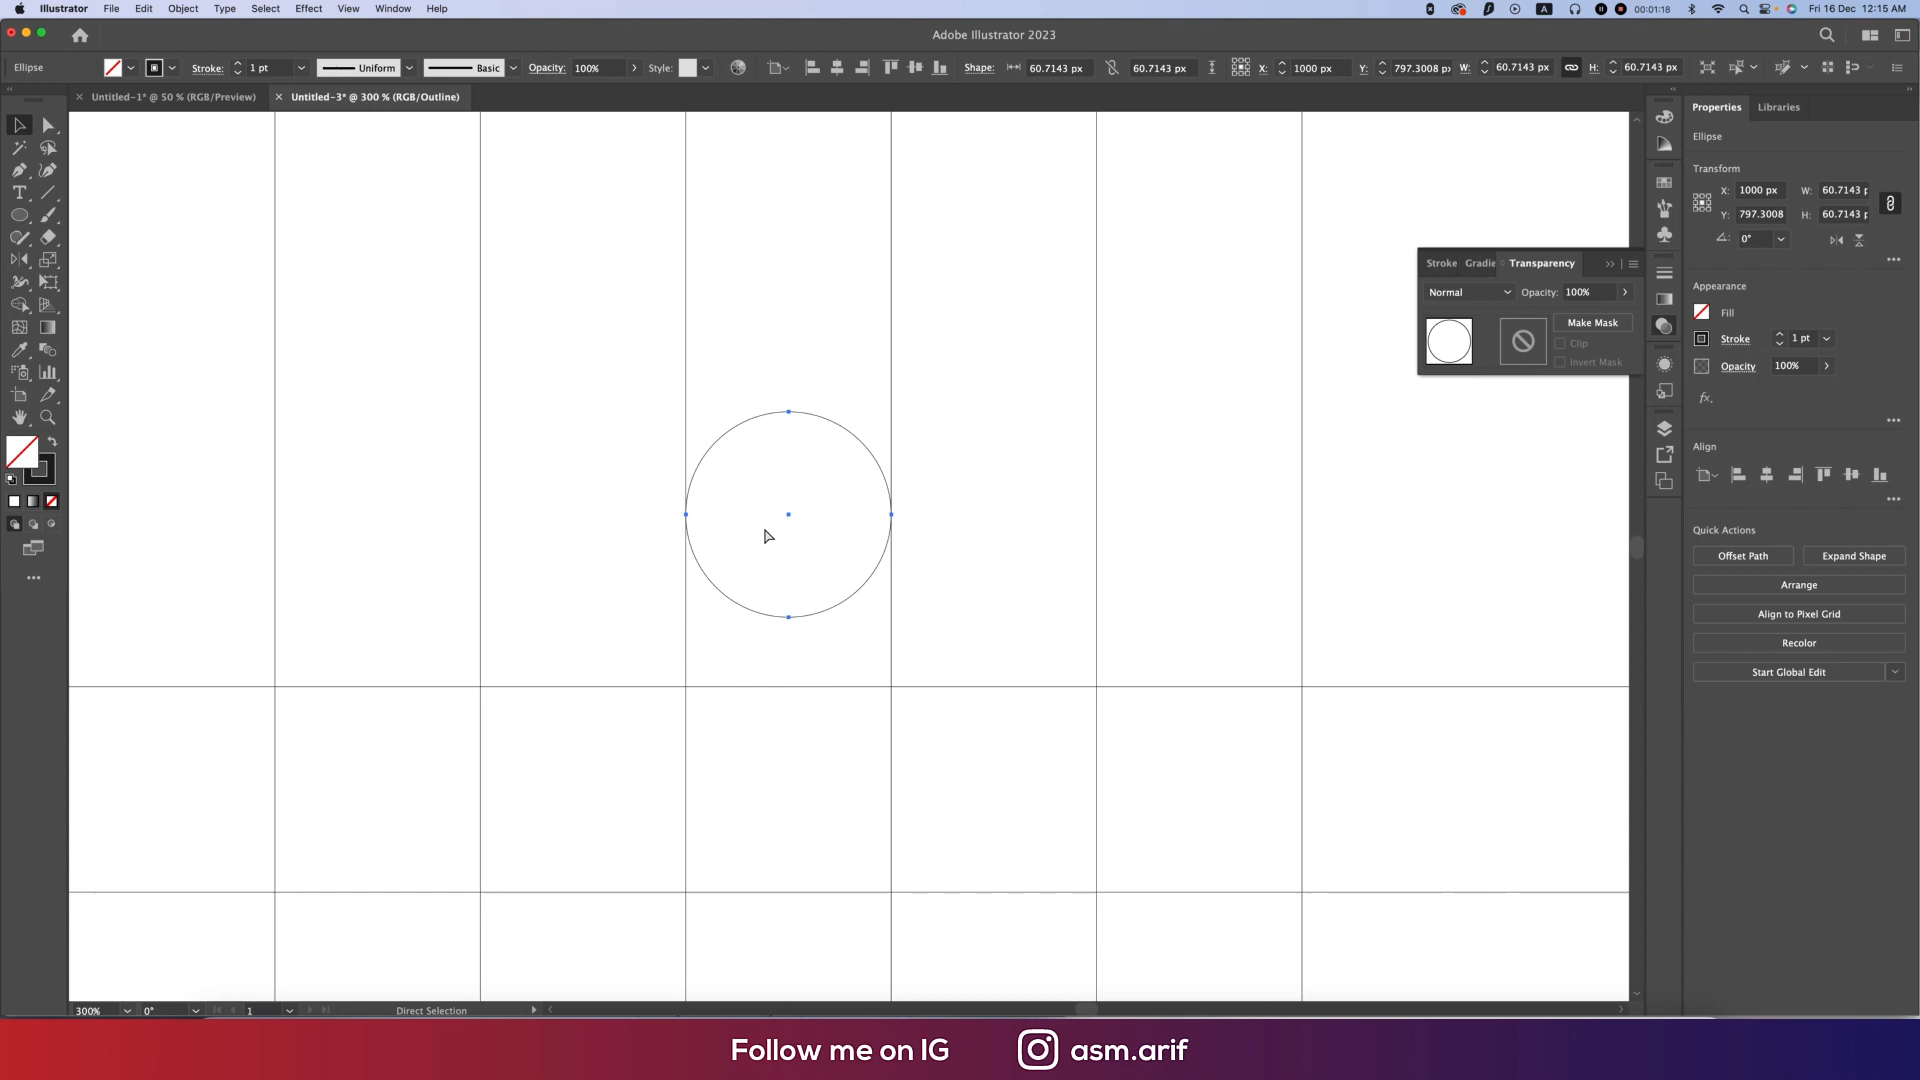 Illustrator File Edit Object Type Select Effect View Window Help
00:01:18
Fri 16 Dec 12:15 AM
Adobe Illustrator 2023
Ellipse
Stroke: 1 pt
Uniform
Basic
Opacity: 100%
Style:
Shape: 60.7143 px 60.7143 px
X: 1000 px
Y: 797.3008 px
W: 60.7143 px
H: 60.7143 px
Untitled-1* @ 50 % (RGB/Preview)
Untitled-3* @ 300 % (RGB/Outline)
Properties Libraries
Ellipse
Transform
X: 1000 px W: 60.7143 p
Y: 797.3008 H: 60.7143 p
0°
Appearance
Fill
Stroke 1 pt
Opacity 100%
fx.
Align
Quick Actions
Offset Path Expand Shape
Arrange
Align to Pixel Grid
Recolor
Start Global Edit
Stroke Gradie Transparency
Normal Opacity: 100%
Make Mask
Clip
Invert Mask
300% 0° 1 Direct Selection
Follow me on IG asm.arif